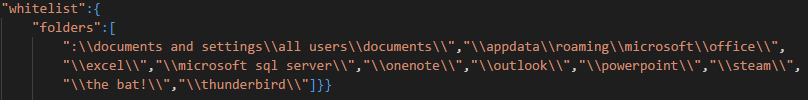 "whitelist":{
"folders":[
":\\documents and settings\\all users\\documents\\","\\appdata\\roaming\\microsoft\\office\\",
"\\excel\\","\\microsoft sql server\\","\\onenote\\","\\outlook\\","\\powerpoint\\","\\steam\\",
"\\the bat!\\","\\thunderbird\\"]}}